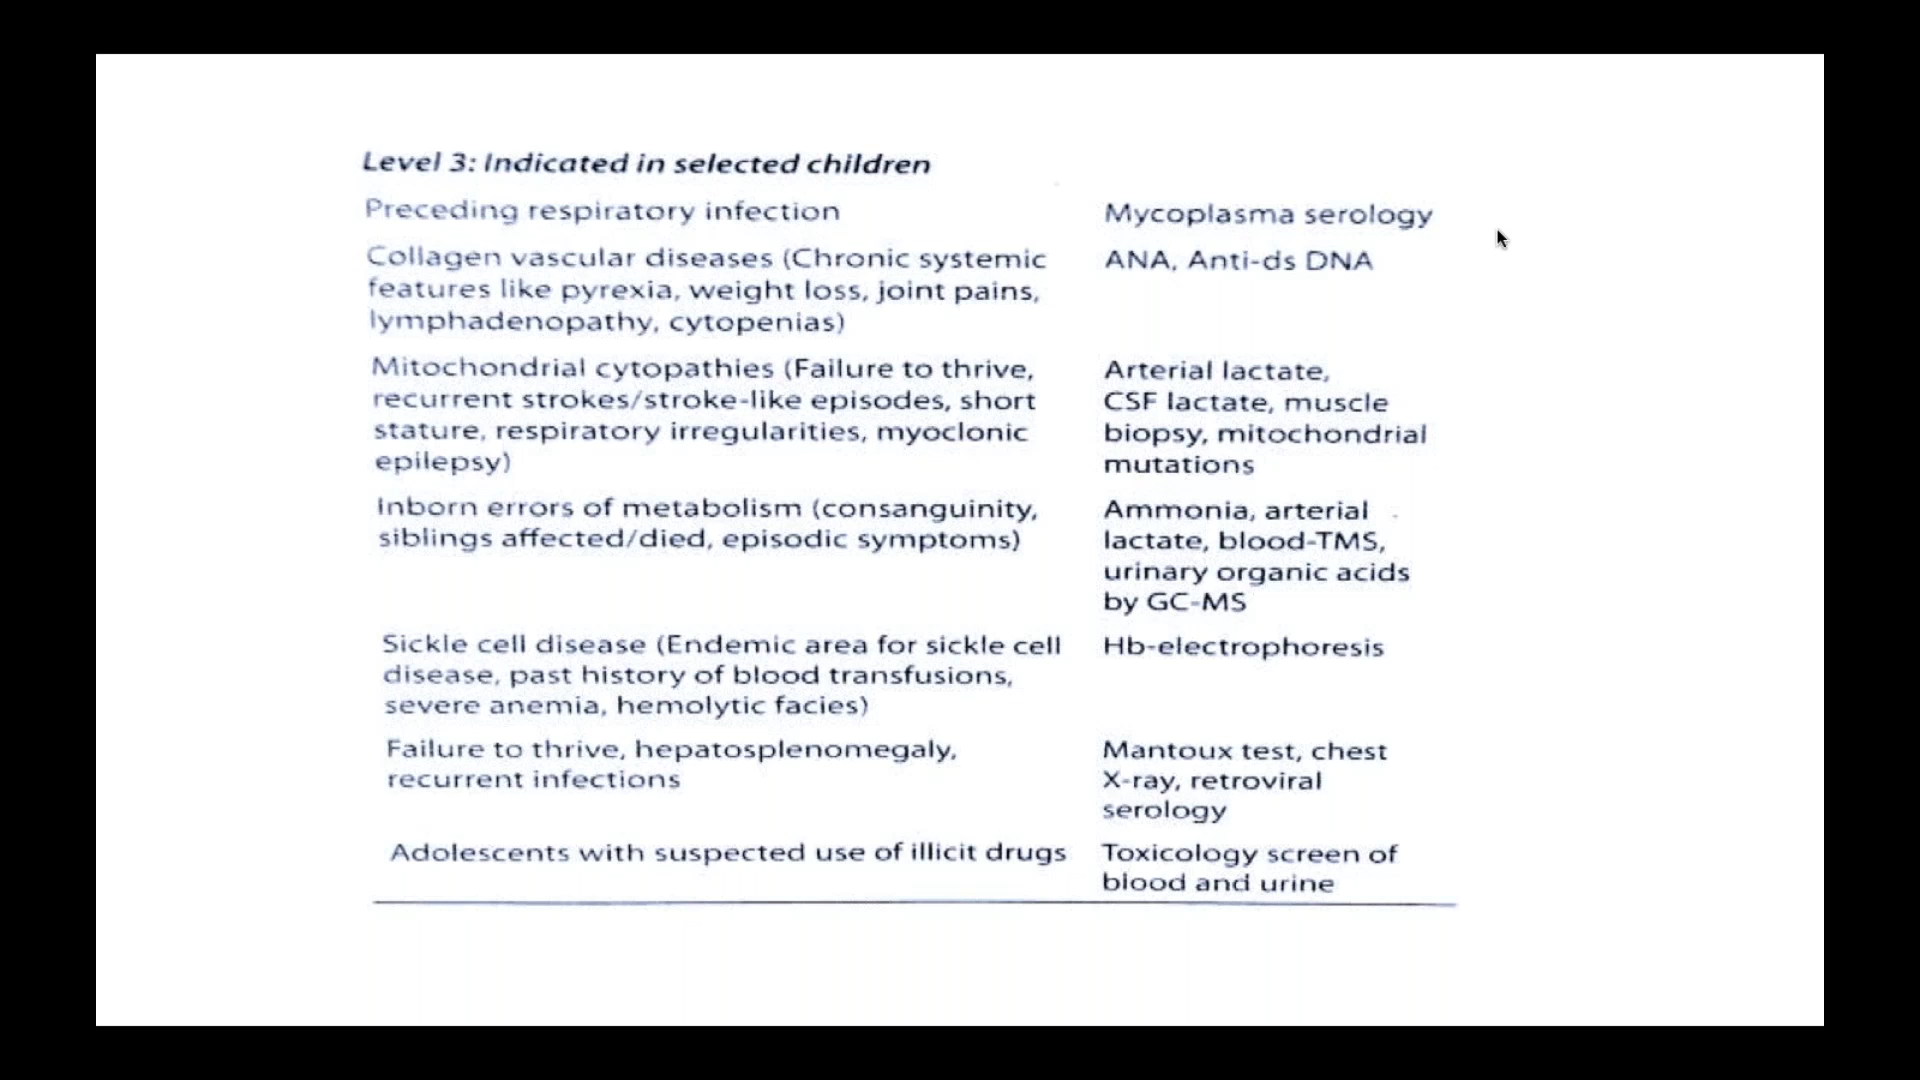 Level 3: Indicated in selected children
Preceding respiratory infection
Mycoplasma serology
Collagen vascular diseases (Chronic systemic
features like pyrexia, weight loss, joint pains,
lymphadenopathy, cytopenias)
ANA, Anti-ds DNA
Mitochondrial cytopathies (Failure to thrive,
recurrent strokes/stroke-like episodes, short
stature, respiratory irregularities, myoclonic
epilepsy)
Arterial lactate,
CSF lactate, muscle
biopsy, mitochondrial
mutations
Inborn errors of metabolism (consanguinity,
siblings affected/died, episodic symptoms)
Ammonia, arterial
lactate, blood-TMS,
urinary organic acids
by GC-MS
Sickle cell disease (Endemic area for sickle cell
disease, past history of blood transfusions,
severe anemia, hemolytic facies)
Hb-electrophoresis
Failure to thrive, hepatosplenomegaly,
recurrent infections
Mantoux test, chest
X-ray, retroviral
serology
Adolescents with suspected use of illicit drugs
Toxicology screen of
blood and urine